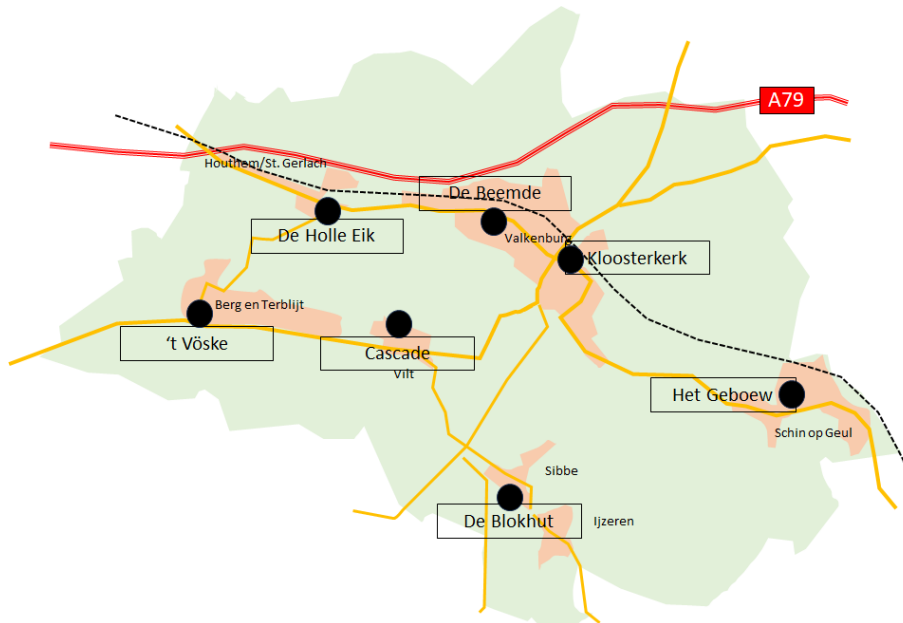 A79
Houthem/St. Gerlach
De Beemde
De Holle Eik
Valkenburg
Kloosterkerk
Berg en Terblijt
‘t Vöske
Cascade
Vilt
Het Geboew
Schin op Geul
Sibbe
De Blokhut
Ijzeren